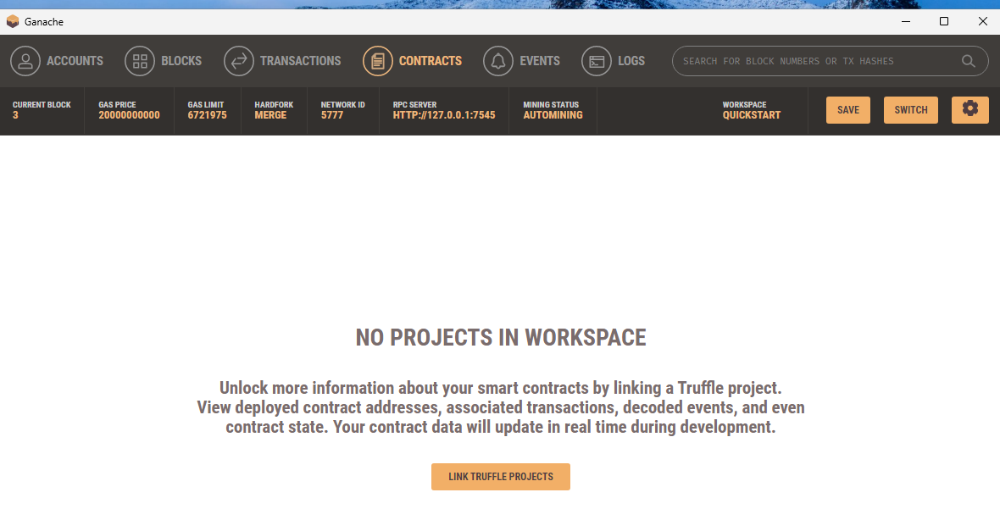 Ganache
ACCOUNTS BLOCKS TRANSACTIONS CONTRACTS EVENTS LOGS SEARCH FOR BLOCK NUMBERS OR TX HASHES
CURRENT BLOCK GAS PRICE GAS LIMIT HARDFORK NETWORK ID RPC SERVER MINING STATUS WORKSPACE
3 20000000000 6721975 MERGE 5777 HTTP://127.0.0.1:7545 AUTOMINING QUICKSTART
SAVE SWITCH
NO PROJECTS IN WORKSPACE
Unlock more information about your smart contracts by linking a Truffle project.
View deployed contract addresses, associated transactions, decoded events, and even
contract state. Your contract data will update in real time during development.
LINK TRUFFLE PROJECTS